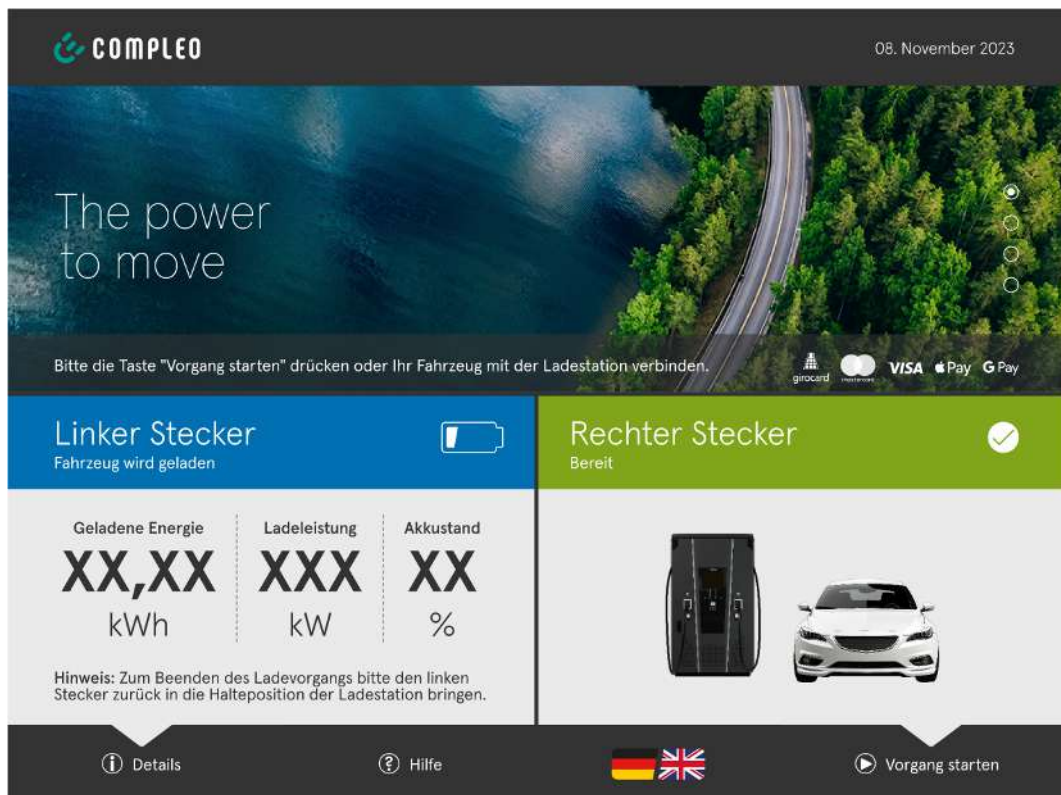 COMPLEO
08. November 2023
The power
to move
Bitte die Taste "Vorgang starten" drücken oder Ihr Fahrzeug mit der Ladestation verbinden.
girocard
VISA
Pay
G Pay
Linker Stecker
Fahrzeug wird geladen
Rechter Stecker
Bereit
Geladene Energie
XX,XX
kWh
Ladeleistung
XXX
kW
Akkustand
XX
%
Hinweis: Zum Beenden des Ladevorgangs bitte den linken
Stecker zurück in die Halteposition der Ladestation bringen.
Details
Hilfe
Vorgang starten